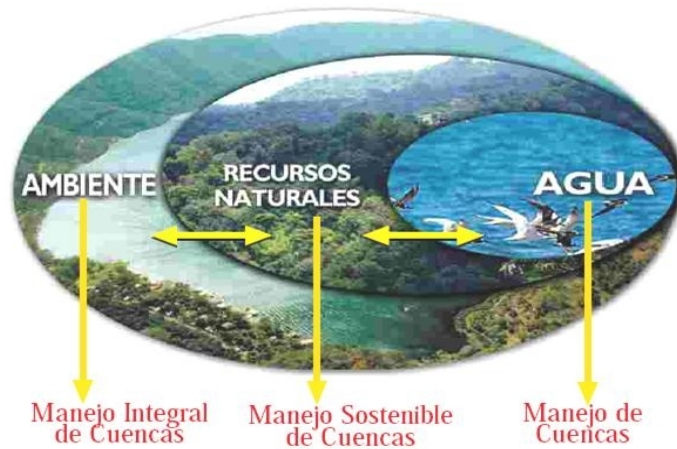 AMBIENTE
RECURSOS
NATURALES
AGUA
Manejo Integral
de Cuencas
Manejo Sostenible
de Cuencas
Manejo de
Cuencas